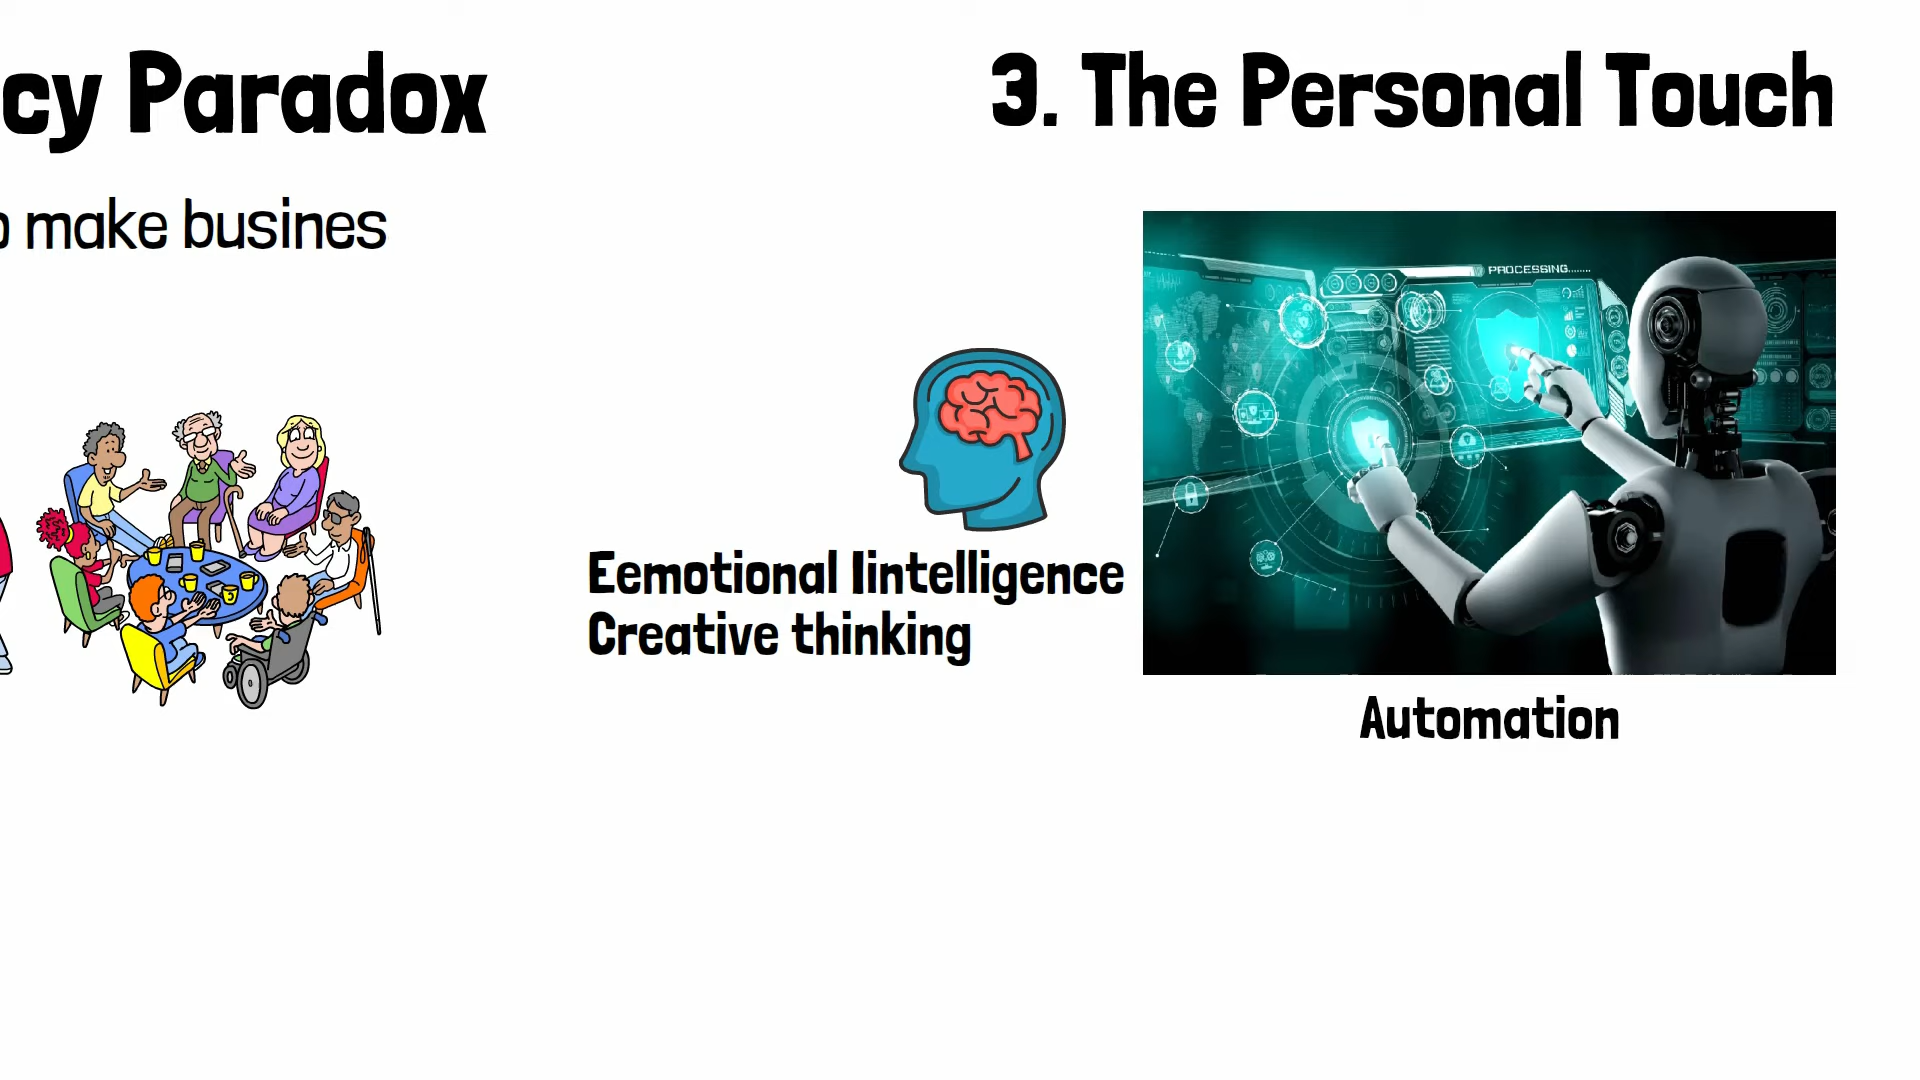 cy Paradox
3. The Personal Touch
o make busines
PROCESSING........
Eemotional Iintelligence
Creative thinking
Automation